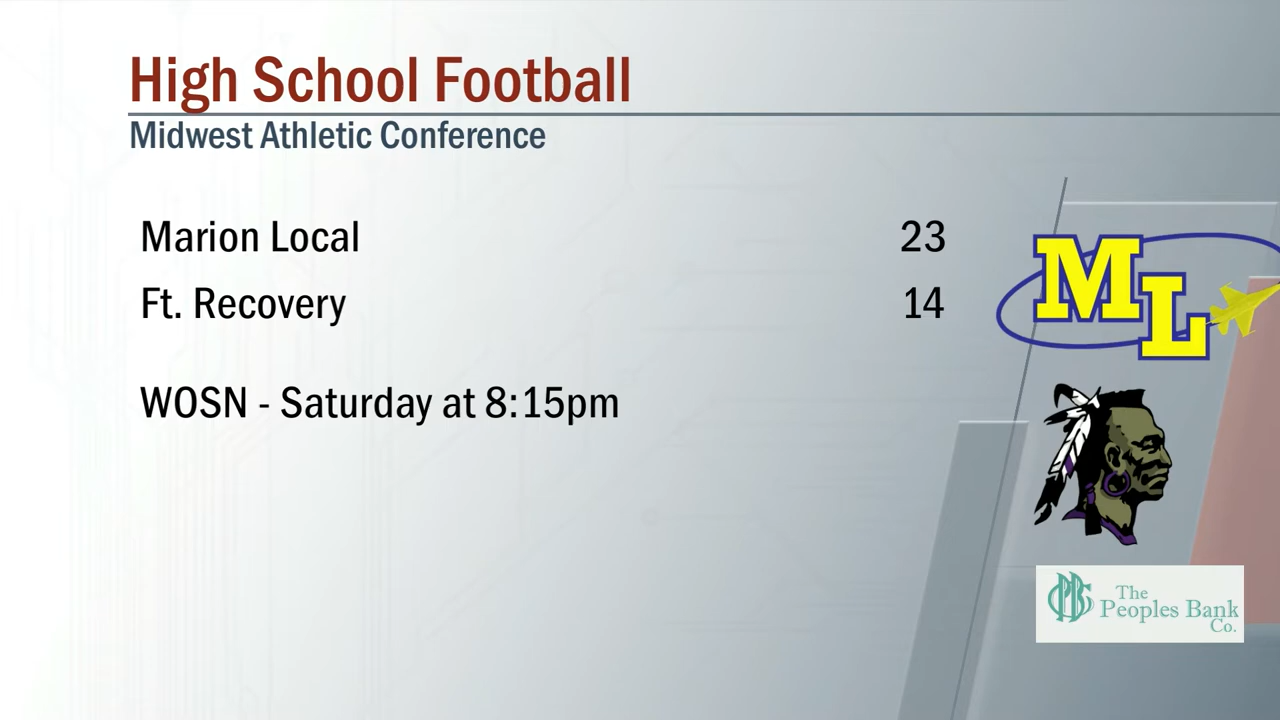 High School Football
Midwest Athletic Conference
Marion Local 23
Ft. Recovery 14
WOSN - Saturday at 8:15pm
ML
PBC
The
Peoples Bank
Co.